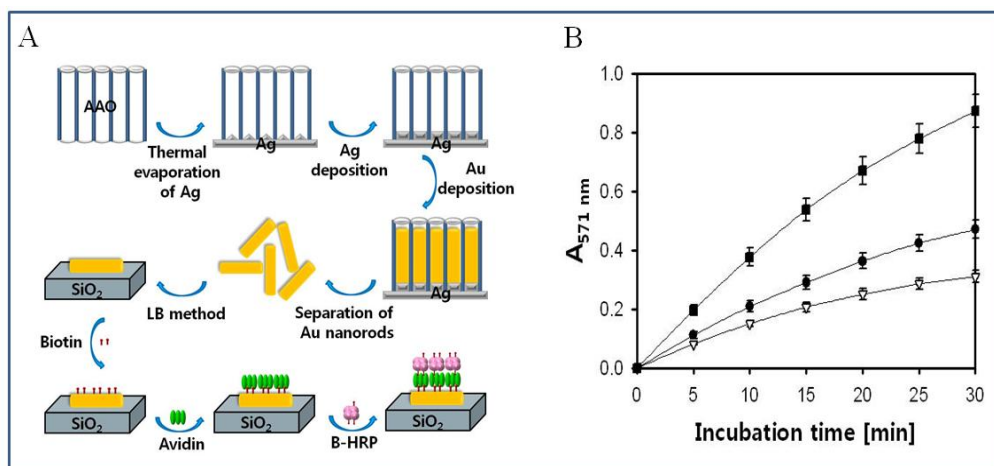 A
AAO
Thermal
evaporation
of Ag
Ag
Ag
deposition
Ag
Au
deposition
Ag
Separation of
Au nanorods
LB method
SiO₂
Biotin
SiO₂
Avidin
SiO₂
B-HRP
SiO₂
B
A₅₇₁ ₙₘ
1.0
0.8
0.6
0.4
0.2
0.0
0 5 10 15 20 25 30
Incubation time [min]